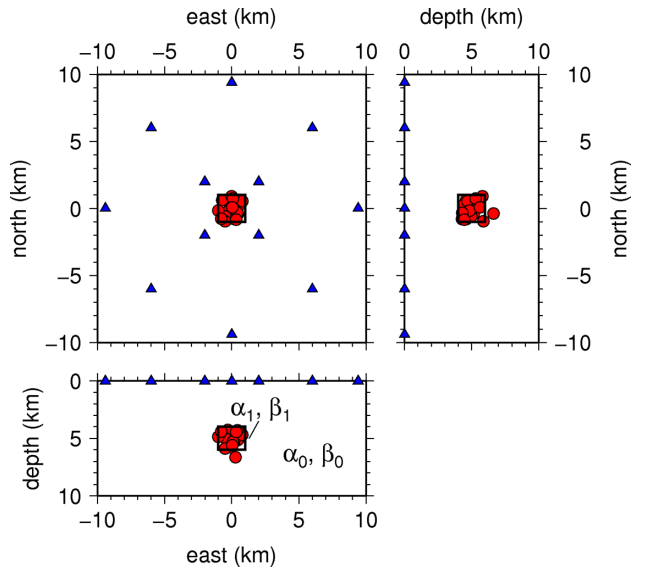 east (km) depth (km)
−10 −5 0 5 10 0 5 10
10 10
5 5
north (km) 0 0 north (km)
−5 −5
−10 −10
0
α1, β1
depth (km) 5
α0, β0
10
−10 −5 0 5 10
east (km)